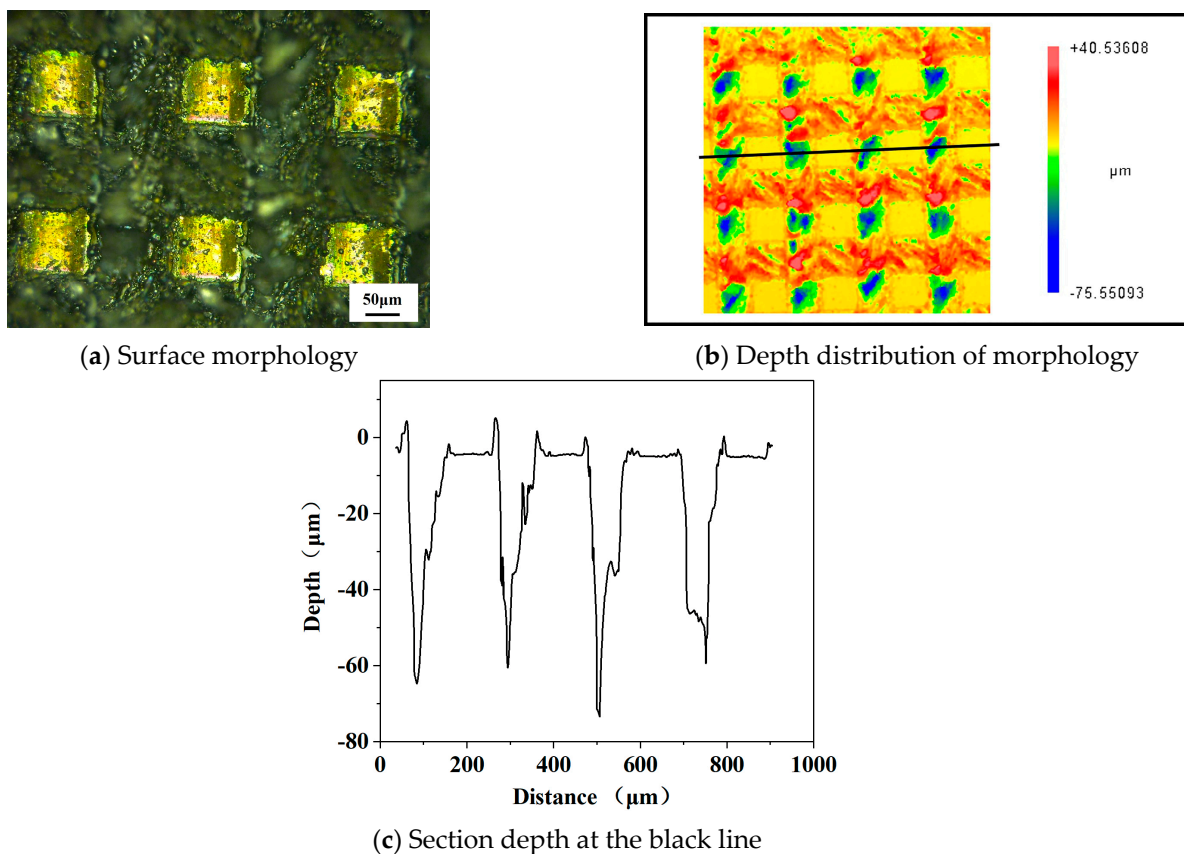 50μm
+40.53608
μm
-75.55093
(a) Surface morphology
(b) Depth distribution of morphology
0
-20
-40
-60
-80
Depth（μm）
0
200
400
600
800
1000
Distance （μm）
(c) Section depth at the black line